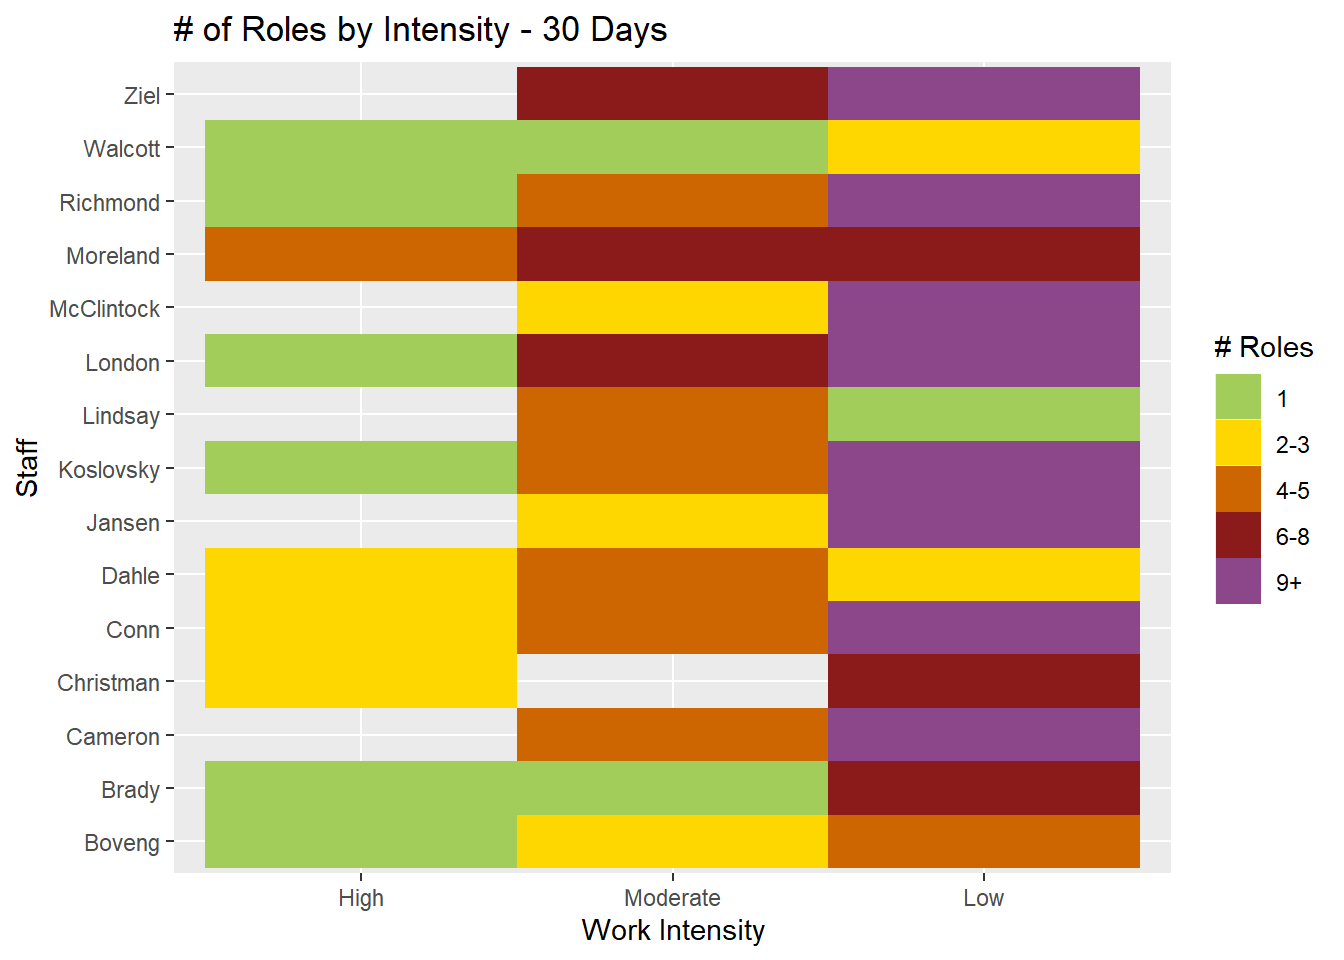 # of Roles by Intensity - 30 Days
Ziel
Walcott
Richmond
Moreland
McClintock
London
Lindsay
Koslovsky
Jansen
Dahle
Conn
Christman
Cameron
Brady
Boveng
Staff
High
Moderate
Low
Work Intensity
# Roles
1
2-3
4-5
6-8
9+